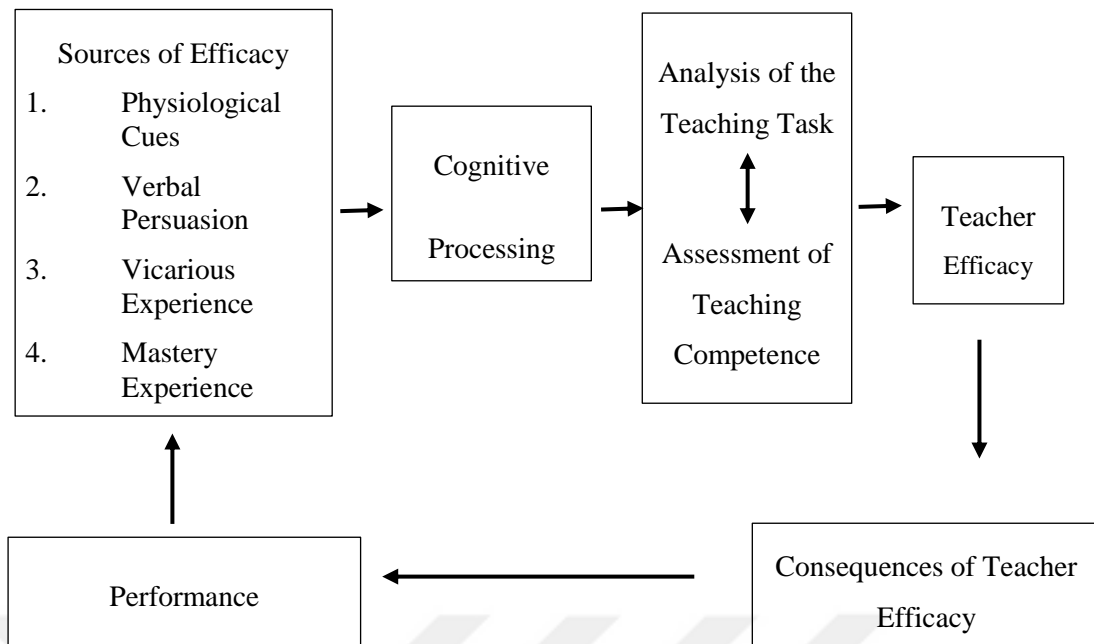 Sources of Efficacy
1. Physiological
Cues
2. Verbal
Persuasion
3. Vicarious
Experience
4. Mastery
Experience
Cognitive
Processing
Analysis of the
Teaching Task
Assessment of
Teaching
Competence
Teacher
Efficacy
Consequences of Teacher
Efficacy
Performance